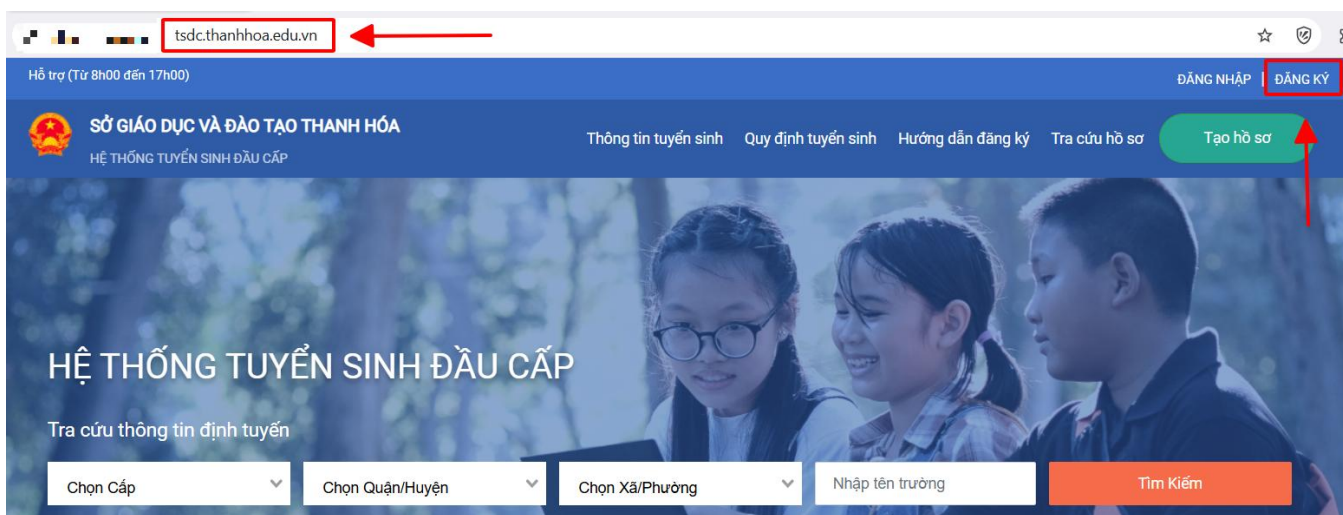 tsdc.thanhhoa.edu.vn
Hỗ trợ (Từ 8h00 đến 17h00)
ĐĂNG NHẬP | ĐĂNG KÝ
SỞ GIÁO DỤC VÀ ĐÀO TẠO THANH HÓA
HỆ THỐNG TUYỂN SINH ĐẦU CẤP
Thông tin tuyển sinh Quy định tuyển sinh Hướng dẫn đăng ký Tra cứu hồ sơ Tạo hồ sơ
HỆ THỐNG TUYỂN SINH ĐẦU CẤP
Tra cứu thông tin định tuyến
Chọn Cấp Chọn Quận/Huyện Chọn Xã/Phường Nhập tên trường Tìm Kiếm